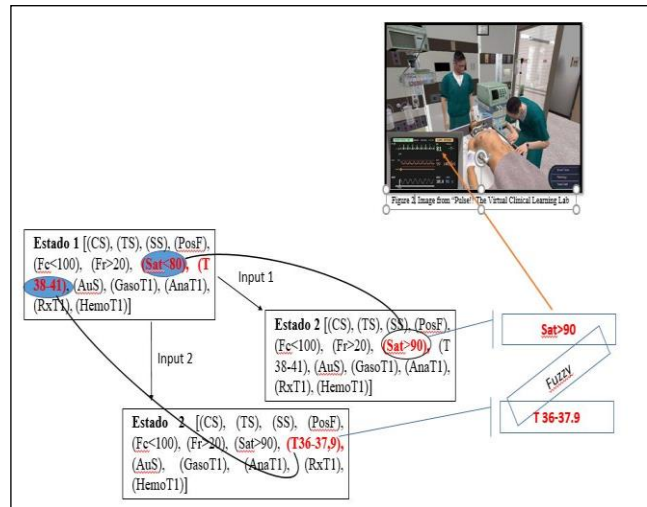 Figure 2. Image from "Pulse!! The Virtual Clinical Learning Lab
Estado 1 [(CS), (TS), (SS), (PosF),
(Fc<100), (Fr>20), (Sat<80), (T
38-41), (AuS), (GasoT1), (AnaT1),
(RxT1), (HemoT1)]
Input 1
Input 2
Estado 2 [(CS), (TS), (SS), (PosF),
(Fc<100), (Fr>20), (Sat>90), (T
38-41), (AuS), (GasoT1), (AnaT1),
(RxT1), (HemoT1)]
Sat>90
Fuzzy
T 36-37.9
Estado 2 [(CS), (TS), (SS), (PosF),
(Fc<100), (Fr>20), (Sat>90), (T36-37,9),
(AuS), (GasoT1), (AnaT1), (RxT1),
(HemoT1)]